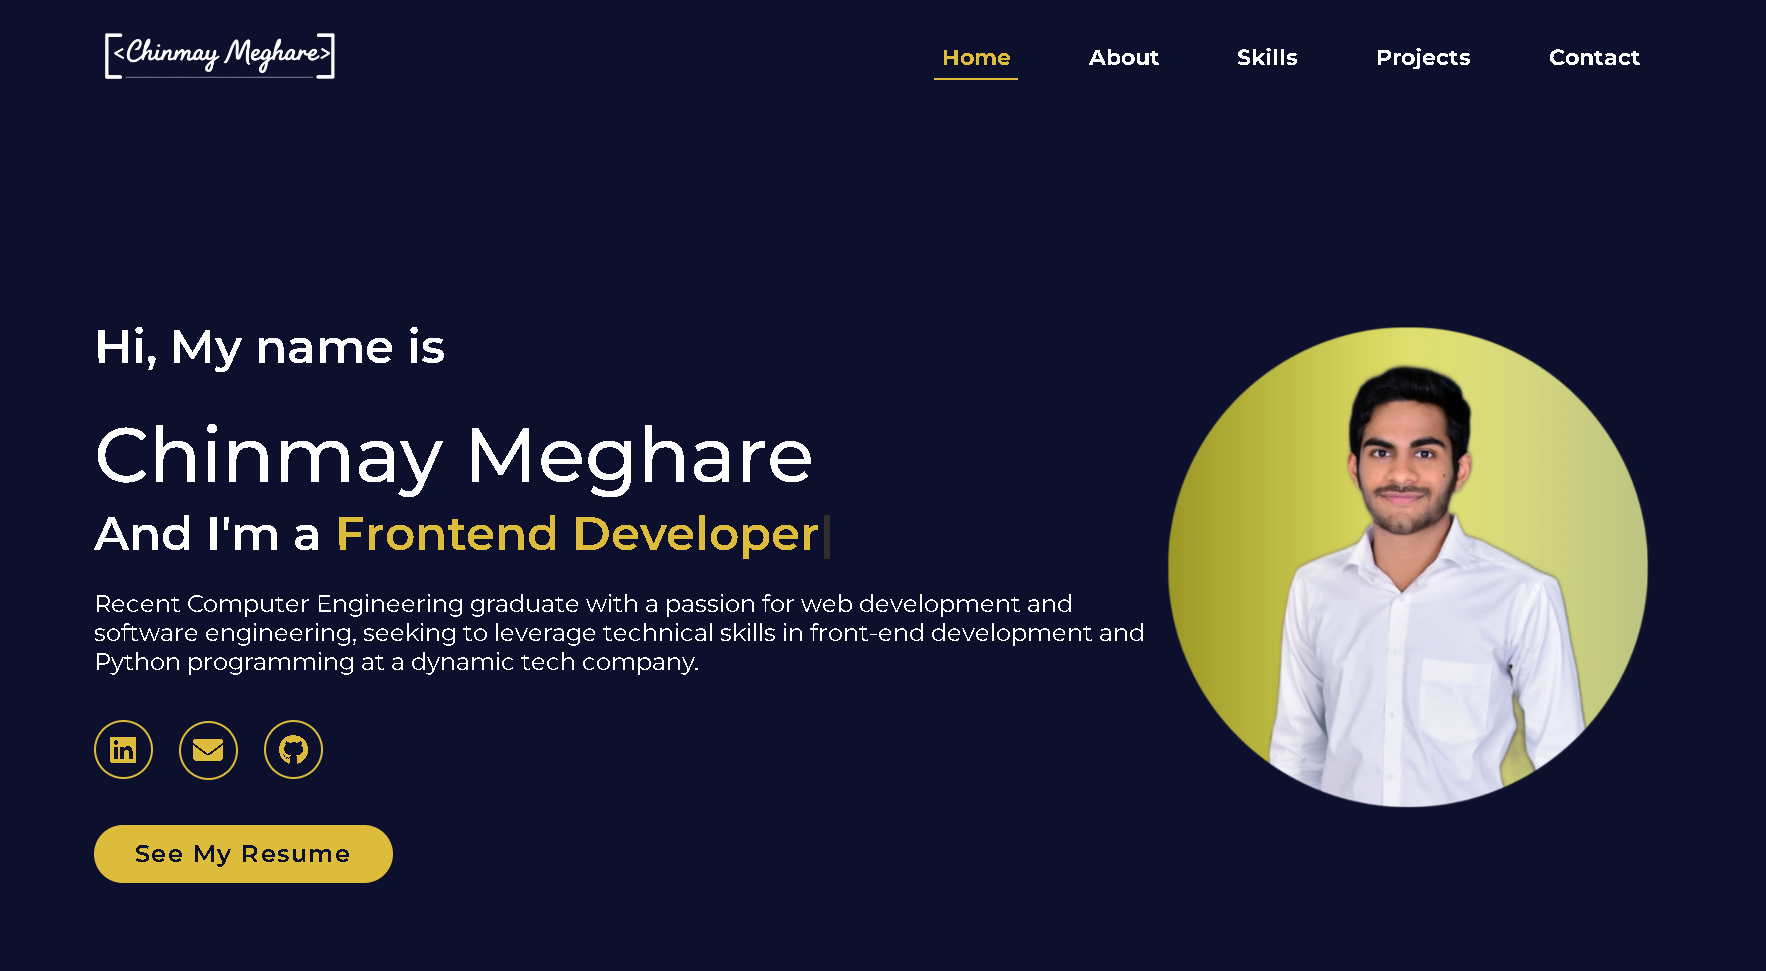 [<Chinmay Meghare>]
Home About Skills Projects Contact
Hi, My name is
Chinmay Meghare
And I'm a Frontend Developer|
Recent Computer Engineering graduate with a passion for web development and
software engineering, seeking to leverage technical skills in front-end development and
Python programming at a dynamic tech company.
in
See My Resume